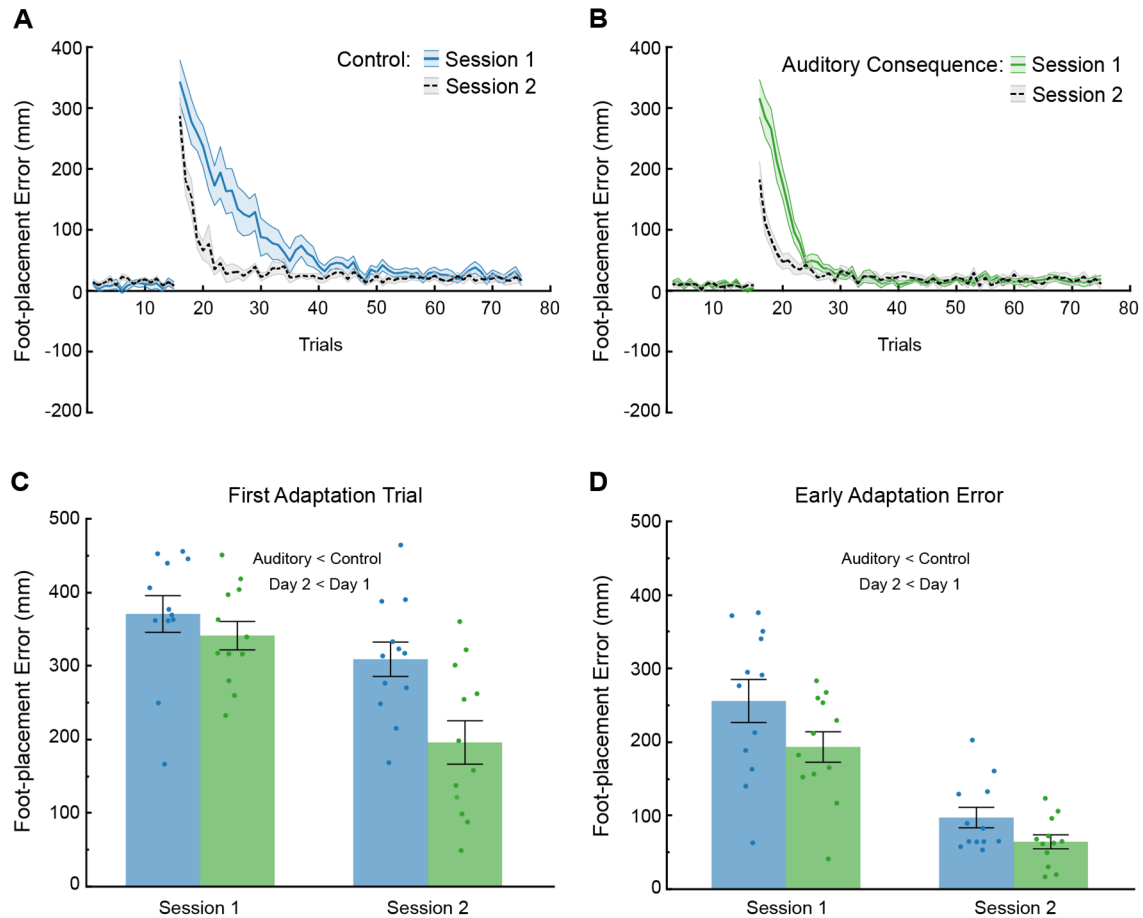 A
Control: Session 1
Session 2
Foot-placement Error (mm)
400
300
200
100
0
-100
-200
10 20 30 40 50 60 70 80
Trials
B
Auditory Consequence: Session 1
Session 2
Foot-placement Error (mm)
400
300
200
100
0
-100
-200
10 20 30 40 50 60 70 80
Trials
C
First Adaptation Trial
Auditory < Control
Day 2 < Day 1
Foot-placement Error (mm)
500
400
300
200
100
0
Session 1 Session 2
D
Early Adaptation Error
Auditory < Control
Day 2 < Day 1
Foot-placement Error (mm)
500
400
300
200
100
0
Session 1 Session 2